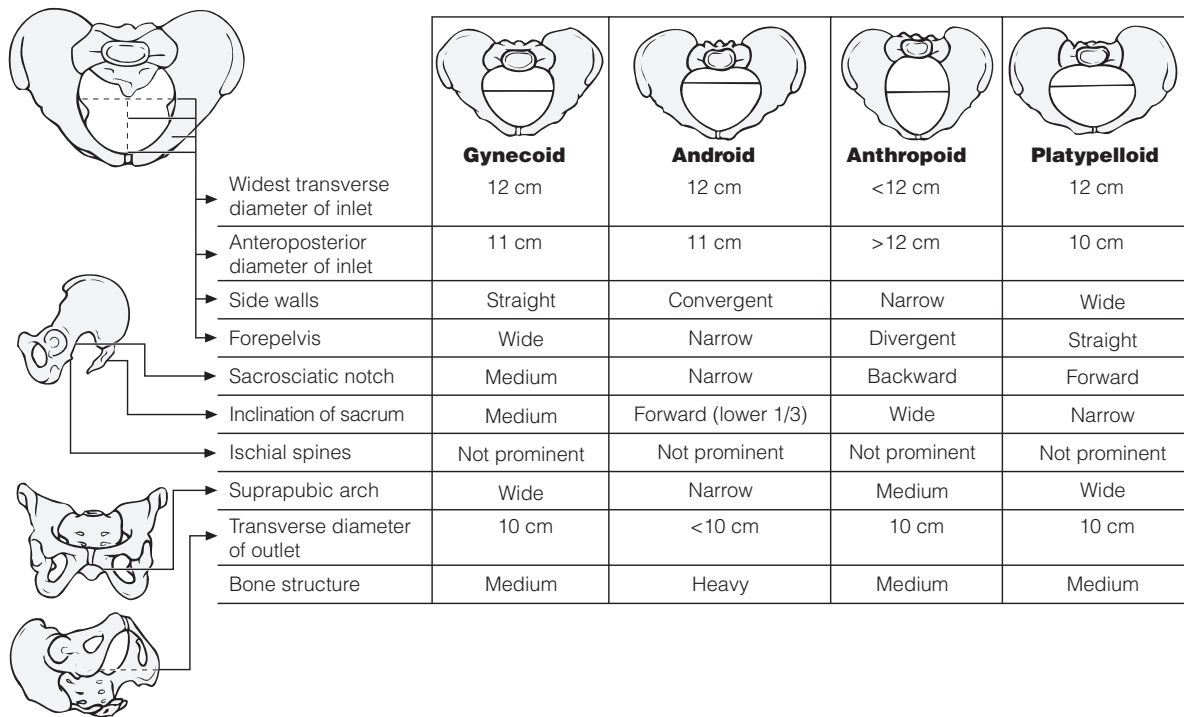 Gynecoid Android Anthropoid Platypelloid
Widest transverse 12 cm 12 cm <12 cm 12 cm
diameter of inlet
Anteroposterior 11 cm 11 cm >12 cm 10 cm
diameter of inlet
Side walls Straight Convergent Narrow Wide
Forepelvis Wide Narrow Divergent Straight
Sacrosciatic notch Medium Narrow Backward Forward
Inclination of sacrum Medium Forward (lower 1/3) Wide Narrow
Ischial spines Not prominent Not prominent Not prominent Not prominent
Suprapubic arch Wide Narrow Medium Wide
Transverse diameter 10 cm <10 cm 10 cm 10 cm
of outlet
Bone structure Medium Heavy Medium Medium